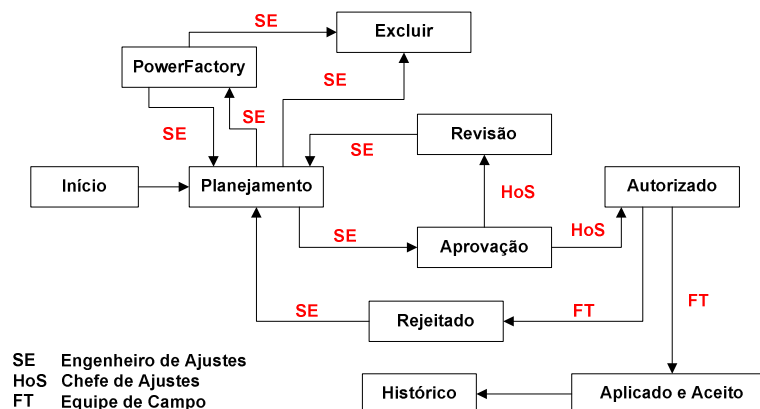 SE
Excluir
PowerFactory
SE
SE
SE
Revisão
SE
Início
Planejamento
HoS
Autorizado
SE
Aprovação
HoS
SE
Rejeitado
FT
FT
SE Engenheiro de Ajustes
HoS Chefe de Ajustes
FT Equipe de Campo
Histórico
Aplicado e Aceito